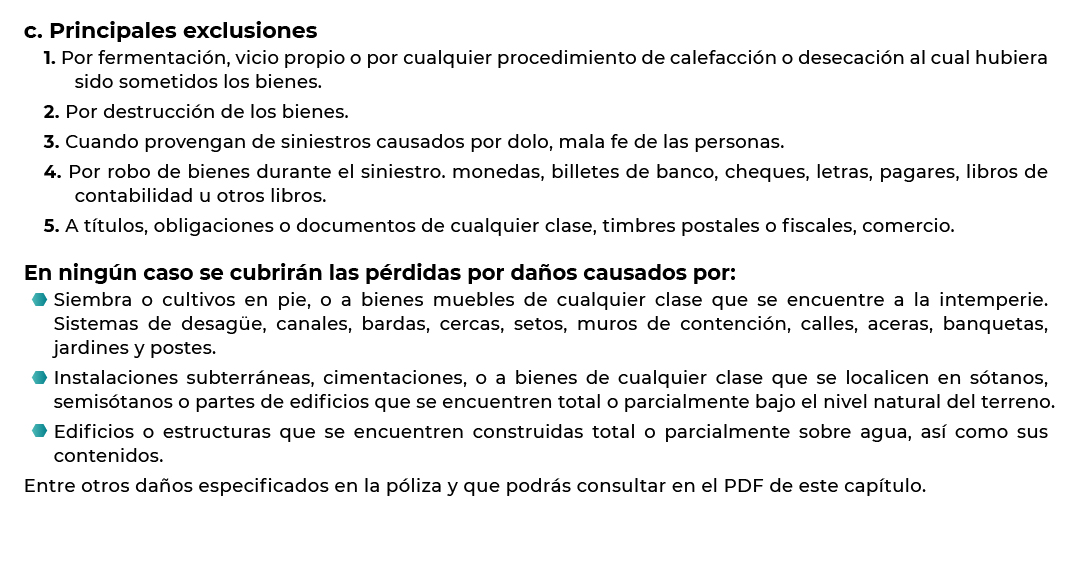 c. Principales exclusiones
1. Por fermentación, vicio propio o por cualquier procedimiento de calefacción o desecación al cual hubiera
sido sometidos los bienes.
2. Por destrucción de los bienes.
3. Cuando provengan de siniestros causados por dolo, mala fe de las personas.
4. Por robo de bienes durante el siniestro. monedas, billetes de banco, cheques, letras, pagares, libros de
contabilidad u otros libros.
5. A títulos, obligaciones o documentos de cualquier clase, timbres postales o fiscales, comercio.
En ningún caso se cubrirán las pérdidas por daños causados por:
Siembra o cultivos en pie, o a bienes muebles de cualquier clase que se encuentre a la intemperie.
Sistemas de desagüe, canales, bardas, cercas, setos, muros de contención, calles, aceras, banquetas,
jardines y postes.
Instalaciones subterráneas, cimentaciones, o a bienes de cualquier clase que se localicen en sótanos,
semisótanos o partes de edificios que se encuentren total o parcialmente bajo el nivel natural del terreno.
Edificios o estructuras que se encuentren construidas total o parcialmente sobre agua, así como sus
contenidos.
Entre otros daños especificados en la póliza y que podrás consultar en el PDF de este capítulo.